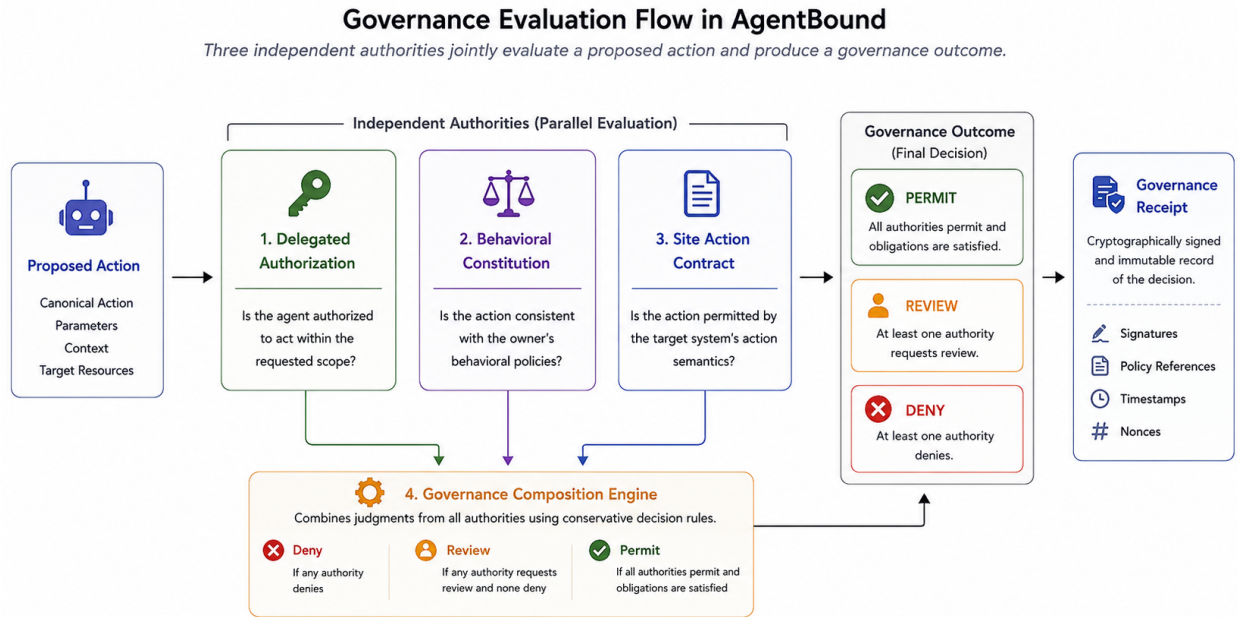 Governance Evaluation Flow in AgentBound
Three independent authorities jointly evaluate a proposed action and produce a governance outcome.
Independent Authorities (Parallel Evaluation)
Proposed Action
Canonical Action
Parameters
Context
Target Resources
1. Delegated
Authorization
Is the agent authorized
to act within the
requested scope?
2. Behavioral
Constitution
Is the action consistent
with the owner's
behavioral policies?
3. Site Action
Contract
Is the action permitted by
the target system's action
semantics?
4. Governance Composition Engine
Combines judgments from all authorities using conservative decision rules.
Deny
If any authority
denies
Review
If any authority requests
review and none deny
Permit
If all authorities permit and
obligations are satisfied
Governance Outcome
(Final Decision)
PERMIT
All authorities permit and
obligations are satisfied.
REVIEW
At least one authority
requests review.
DENY
At least one authority
denies.
Governance
Receipt
Cryptographically signed
and immutable record
of the decision.
Signatures
Policy References
Timestamps
# Nonces